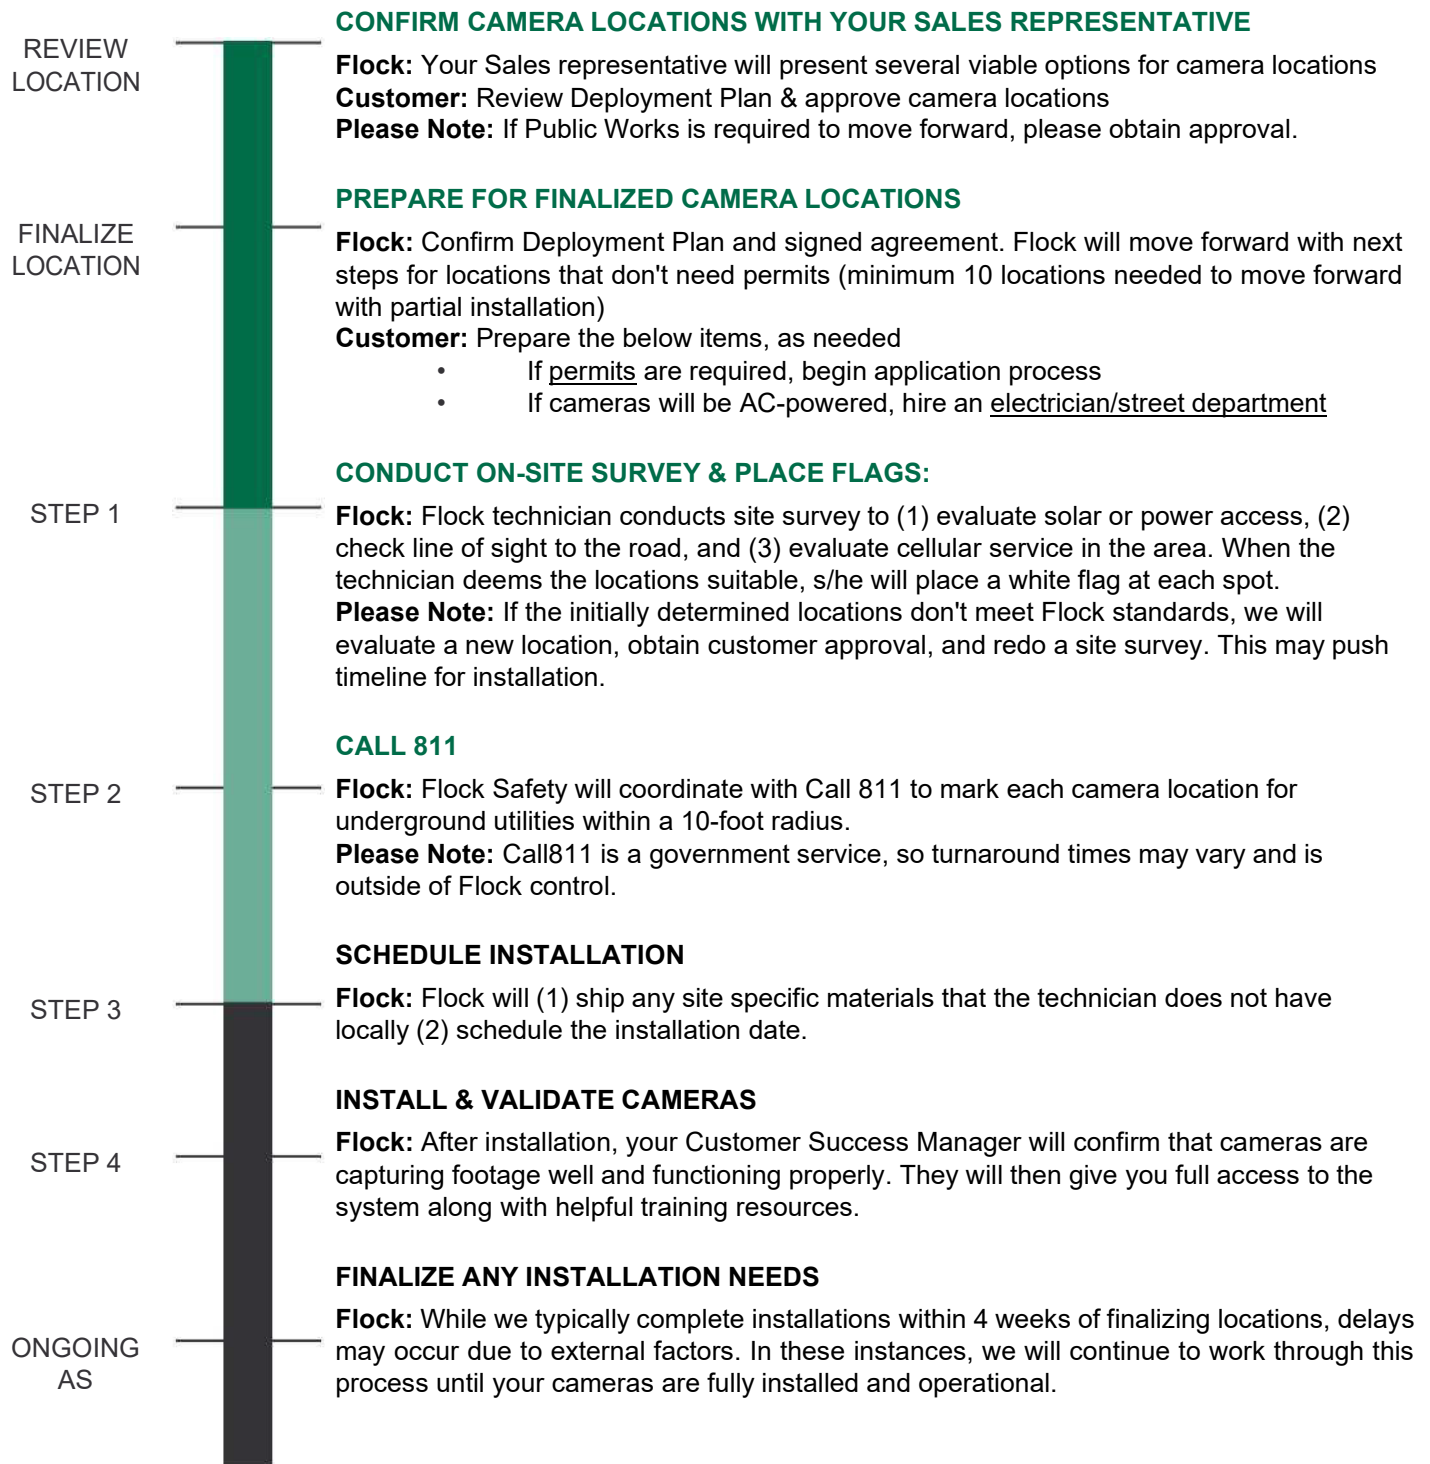 CONFIRM CAMERA LOCATIONS WITH YOUR SALES REPRESENTATIVE
REVIEW
LOCATION
Flock: Your Sales representative will present several viable options for camera locations
Customer: Review Deployment Plan & approve camera locations
Please Note: If Public Works is required to move forward, please obtain approval.
PREPARE FOR FINALIZED CAMERA LOCATIONS
FINALIZE
LOCATION
Flock: Confirm Deployment Plan and signed agreement. Flock will move forward with next
steps for locations that don't need permits (minimum 10 locations needed to move forward
with partial installation)
Customer: Prepare the below items, as needed
• If permits are required, begin application process
• If cameras will be AC-powered, hire an electrician/street department
CONDUCT ON-SITE SURVEY & PLACE FLAGS:
STEP 1
Flock: Flock technician conducts site survey to (1) evaluate solar or power access, (2)
check line of sight to the road, and (3) evaluate cellular service in the area. When the
technician deems the locations suitable, s/he will place a white flag at each spot.
Please Note: If the initially determined locations don't meet Flock standards, we will
evaluate a new location, obtain customer approval, and redo a site survey. This may push
timeline for installation.
CALL 811
STEP 2
Flock: Flock Safety will coordinate with Call 811 to mark each camera location for
underground utilities within a 10-foot radius.
Please Note: Call811 is a government service, so turnaround times may vary and is
outside of Flock control.
SCHEDULE INSTALLATION
STEP 3
Flock: Flock will (1) ship any site specific materials that the technician does not have
locally (2) schedule the installation date.
INSTALL & VALIDATE CAMERAS
STEP 4
Flock: After installation, your Customer Success Manager will confirm that cameras are
capturing footage well and functioning properly. They will then give you full access to the
system along with helpful training resources.
FINALIZE ANY INSTALLATION NEEDS
ONGOING
AS
Flock: While we typically complete installations within 4 weeks of finalizing locations, delays
may occur due to external factors. In these instances, we will continue to work through this
process until your cameras are fully installed and operational.